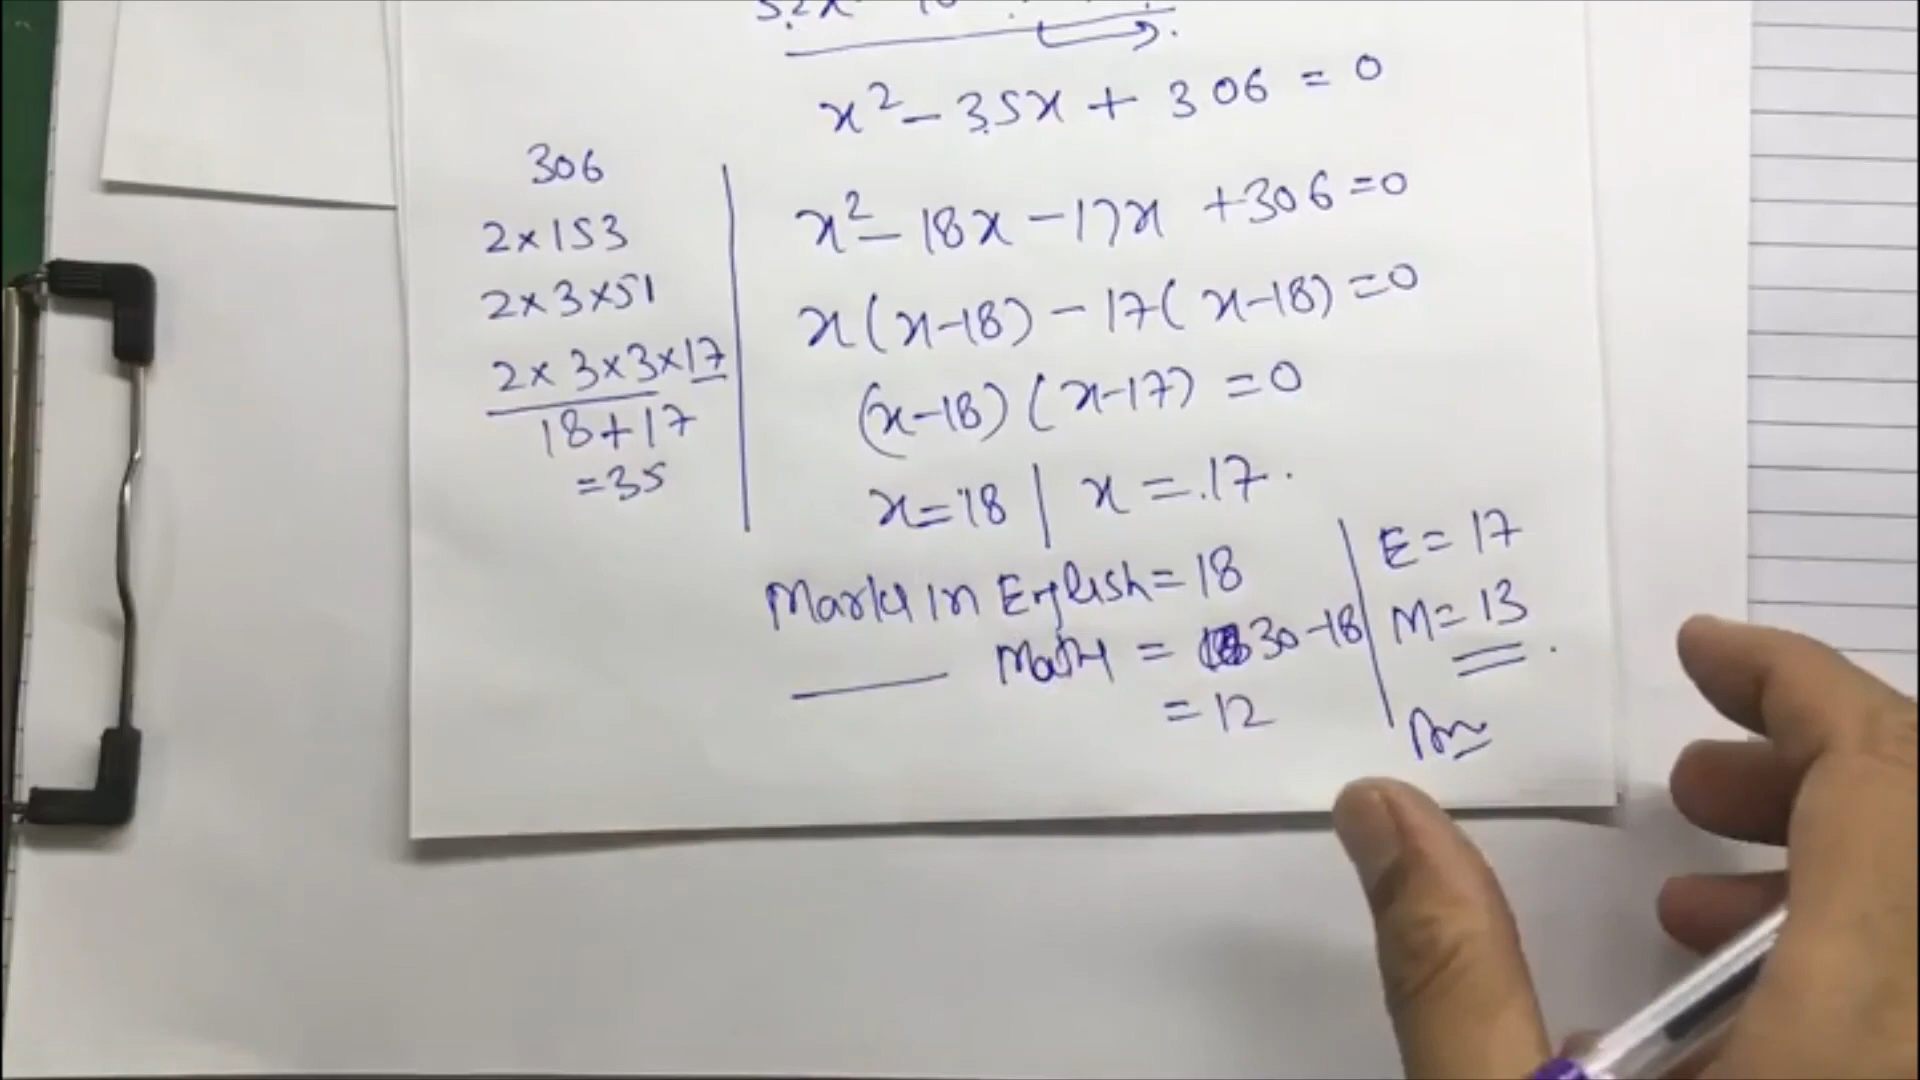 x² - 35x + 306 = 0
306
2×153
2×3×51
2×3×3×17
18+17
=35
x² - 18x - 17x + 306 = 0
x(x-18) - 17(x-18) = 0
(x-18)(x-17) = 0
x=18 | x=17.
Marks in English = 18
Maths = 30-18
= 12
E = 17
M = 13
Ans